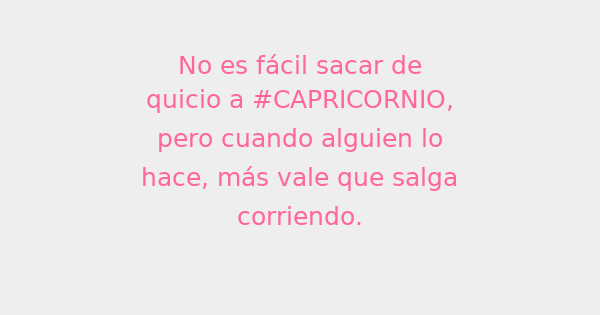 No es fácil sacar de
quicio a #CAPRICORNIO,
pero cuando alguien lo
hace, más vale que salga
corriendo.